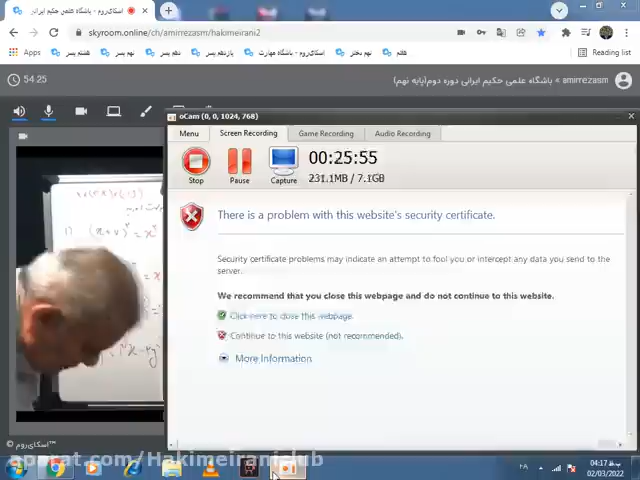 اسکای‌روم - باشگاه علمی حکیم ایر
skyroom.online/ch/amirrezasm/hakimeirani2
Apps
هفتم پسر
هشتم پسر
نهم پسر
دهم پسر
یازدهم پسر
اسکای‌روم - باشگاه مهارت
نهم دختر
هفتم
Reading list
54:25
amirrezasm » باشگاه علمی حکیم ایرانی دوره دوم(پایه نهم)
oCam (0, 0, 1024, 768)
Menu
Screen Recording
Game Recording
Audio Recording
Stop
Pause
Capture
00:25:55
231.1MB / 7.1GB
There is a problem with this website's security certificate.
Security certificate problems may indicate an attempt to fool you or intercept any data you send to the
server.
We recommend that you close this webpage and do not continue to this website.
Click here to close this webpage.
Continue to this website (not recommended).
More information
© اسکای‌روم™
aparat.com/Hakimeiraniclub
FA
04:17 ب.ظ
02/03/2022